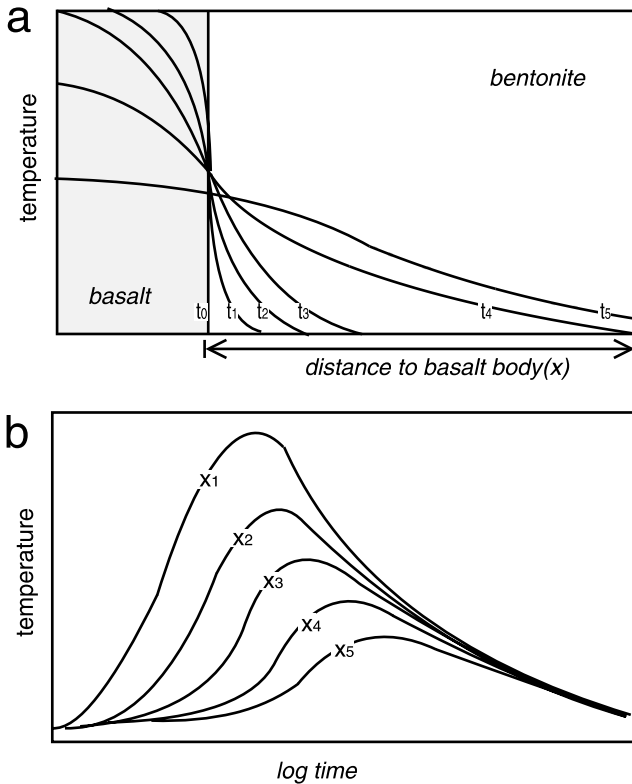 a
temperature
bentonite
basalt
t0 t1 t2 t3 t4 t5
distance to basalt body(x)
b
temperature
x1
x2
x3
x4
x5
log time